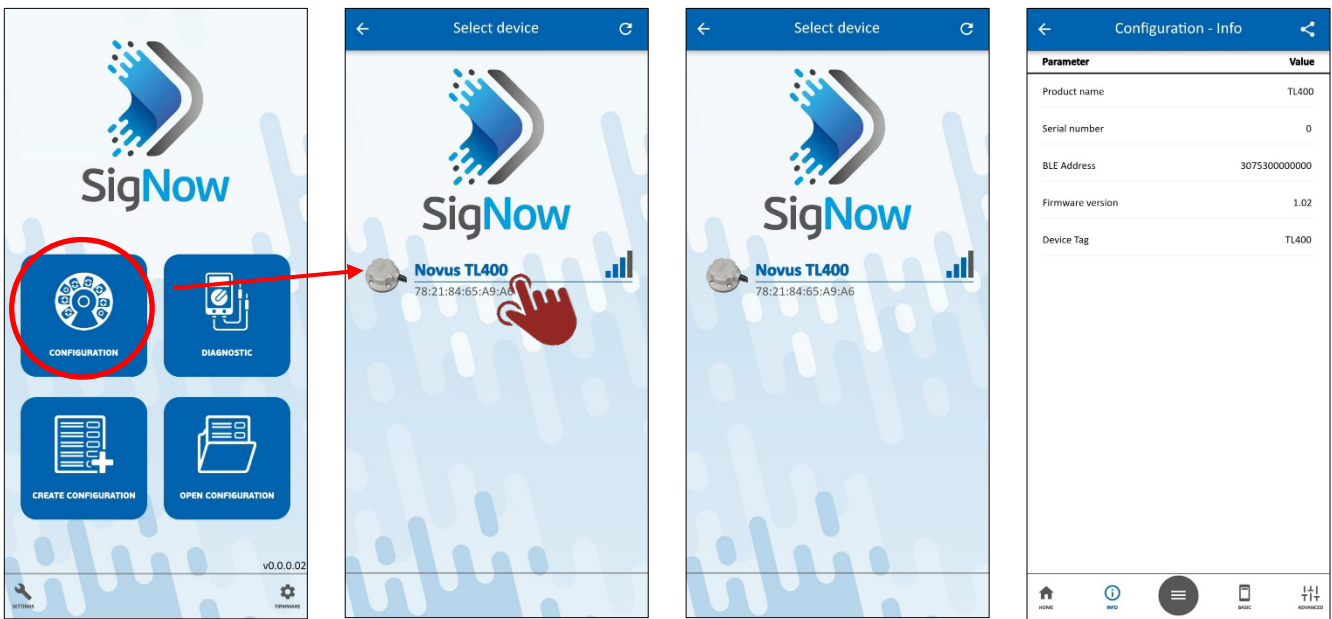 SigNow
CONFIGURATION
DIAGNOSTIC
CREATE CONFIGURATION
OPEN CONFIGURATION
v0.0.0.02
SETTINGS
FIRMWARE
Select device
SigNow
Novus TL400
78:21:84:65:A9:A6
Select device
SigNow
Novus TL400
78:21:84:65:A9:A6
Configuration - Info
Parameter Value
Product name TL400
Serial number 0
BLE Address 3075300000000
Firmware version 1.02
Device Tag TL400
HOME
INFO
BASIC
ADVANCED